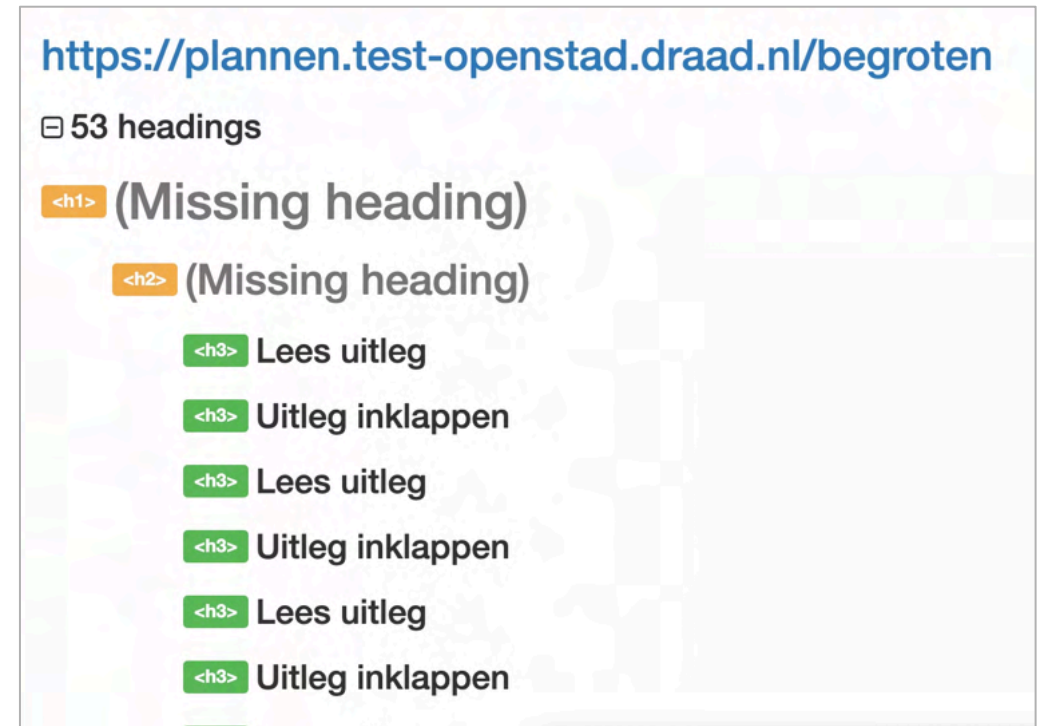 https://plannen.test-openstad.draad.nl/begroten
53 headings
<h1> (Missing heading)
<h2> (Missing heading)
<h3> Lees uitleg
<h3> Uitleg inklappen
<h3> Lees uitleg
<h3> Uitleg inklappen
<h3> Lees uitleg
<h3> Uitleg inklappen